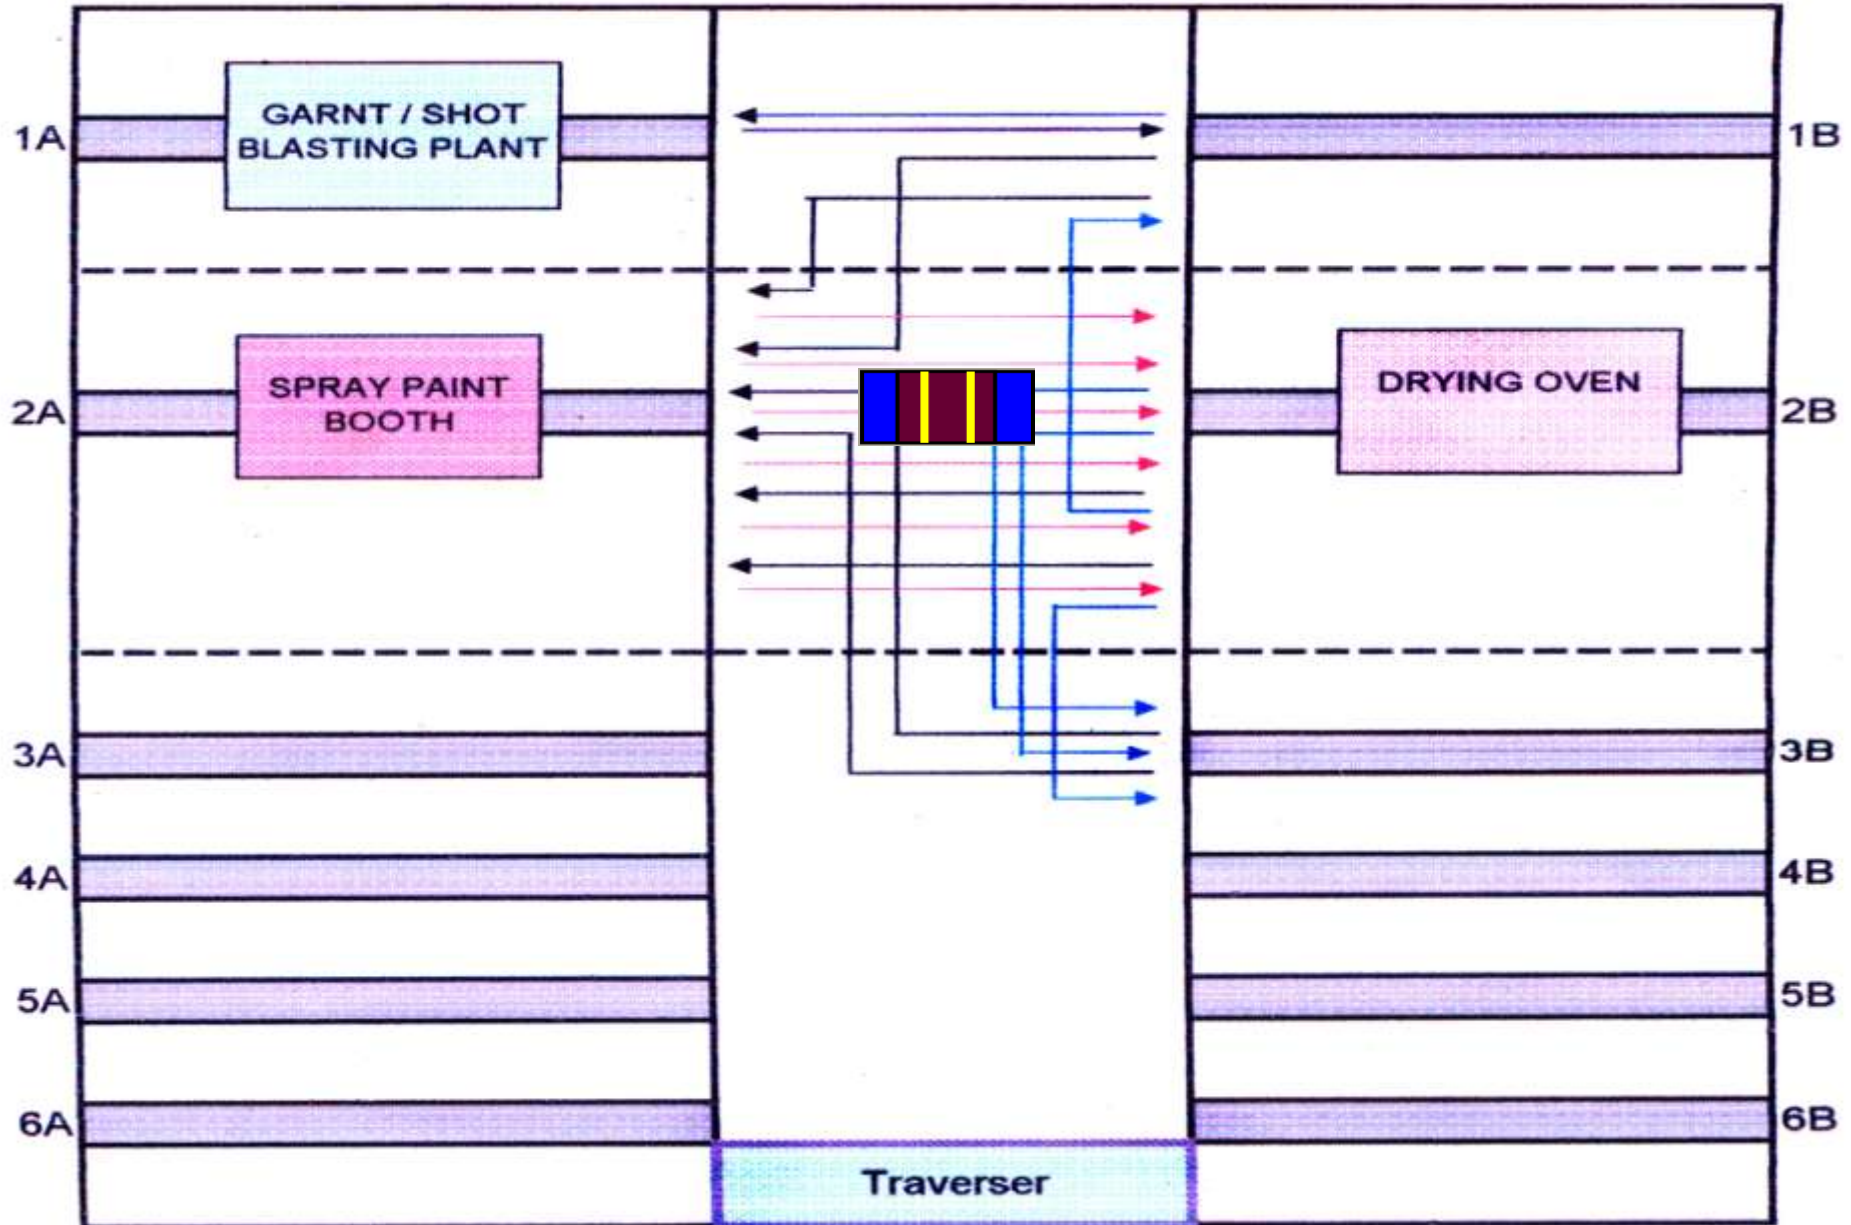 GARNT / SHOT
BLASTING PLANT
1A
1B
SPRAY PAINT
BOOTH
DRYING OVEN
2A
2B
3A
3B
4A
4B
5A
5B
6A
6B
Traverser